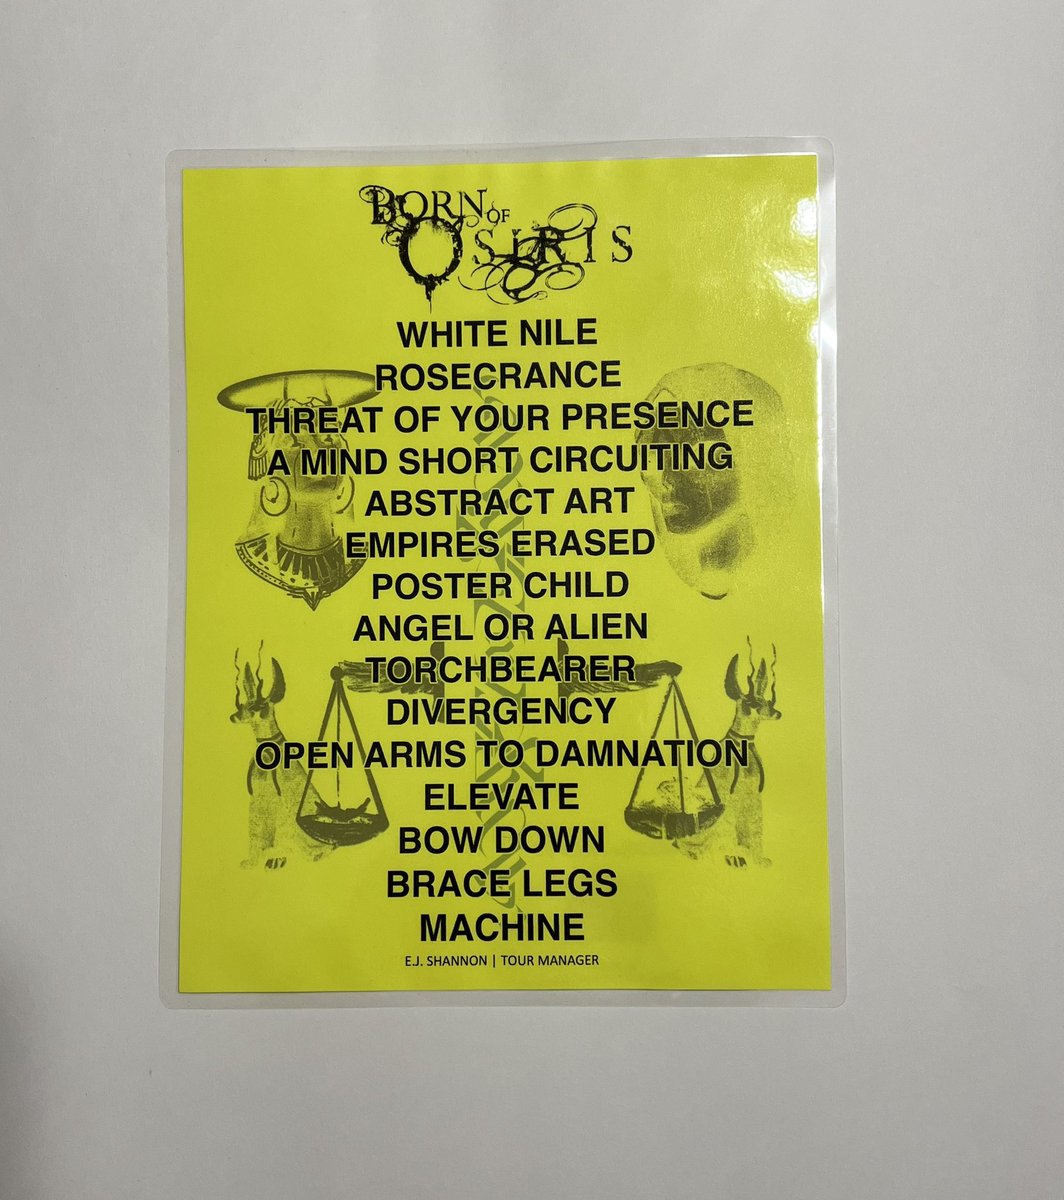 BORN OF
OSIRIS
WHITE NILE
ROSECRANCE
THREAT OF YOUR PRESENCE
A MIND SHORT CIRCUITING
ABSTRACT ART
EMPIRES ERASED
POSTER CHILD
ANGEL OR ALIEN
TORCHBEARER
DIVERGENCY
OPEN ARMS TO DAMNATION
ELEVATE
BOW DOWN
BRACE LEGS
MACHINE
E.J. SHANNON | TOUR MANAGER